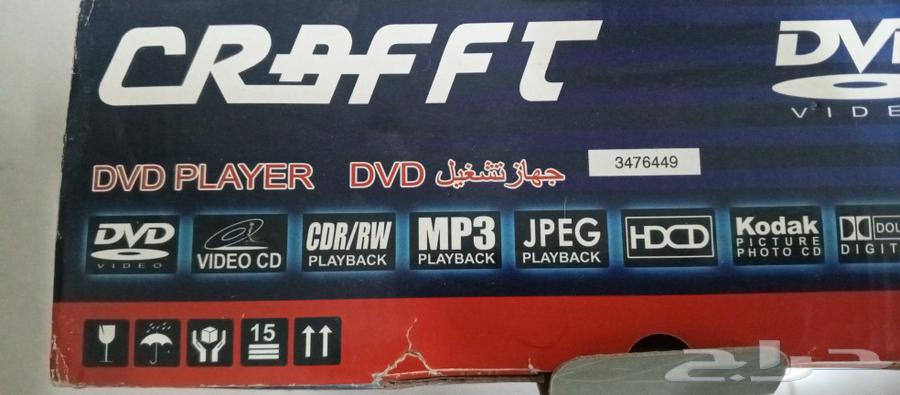 CRAFFT
DVD
VIDE
DVD PLAYER DVD جهاز تشغيل
3476449
DVD VIDEO
VIDEO CD
CDR/RW PLAYBACK
MP3 PLAYBACK
JPEG PLAYBACK
HDCD
Kodak PICTURE PHOTO CD
DOL DIGIT
15
حراج